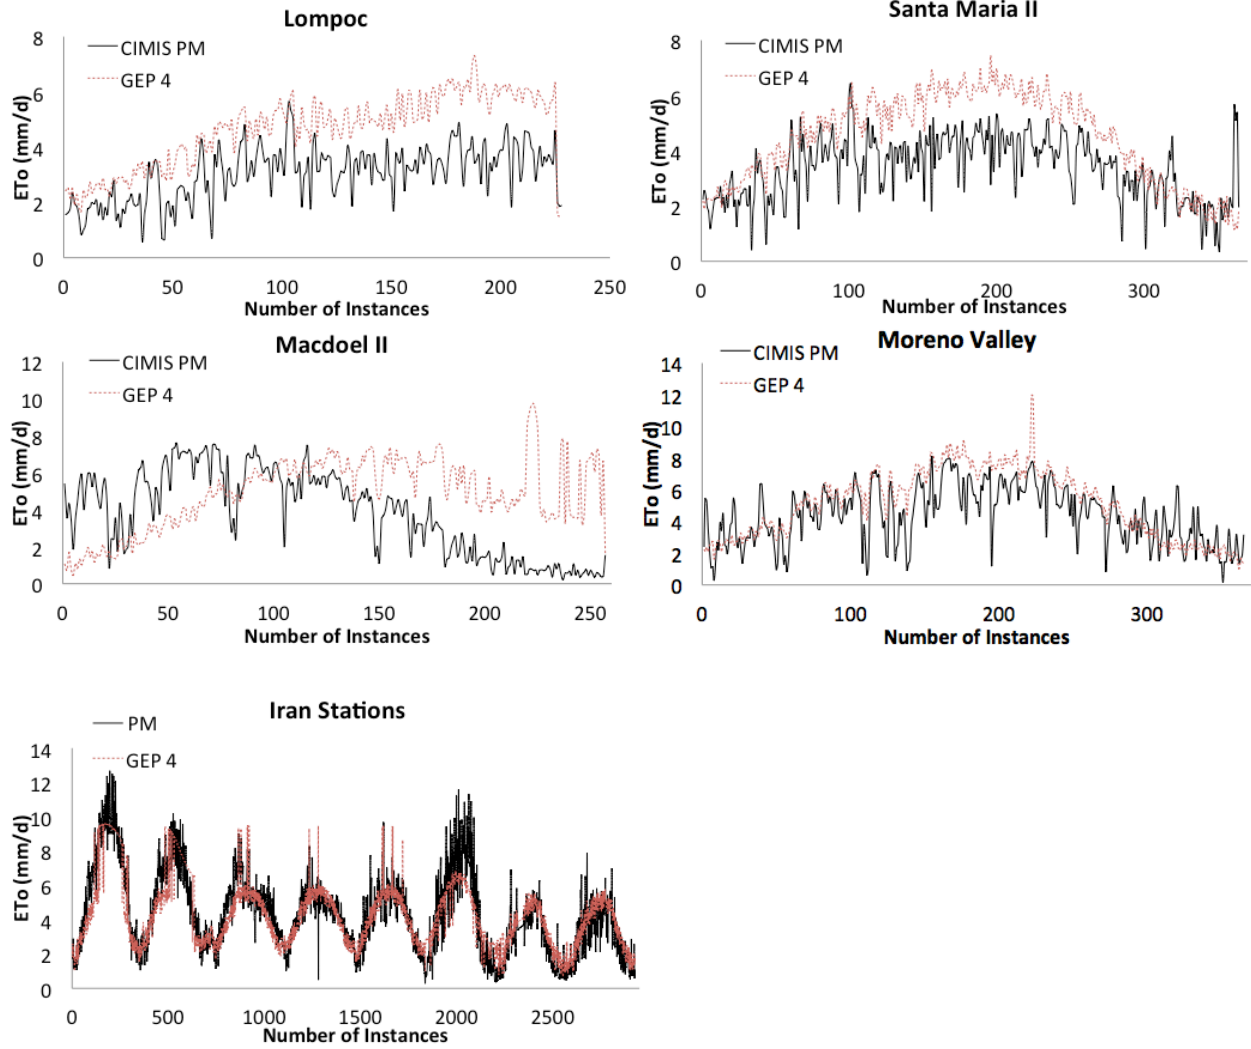 Lompoc
CIMIS PM
GEP 4
ETo (mm/d)
8
6
4
2
0
0 50 100 150 200 250
Number of Instances
Santa Maria II
CIMIS PM
GEP 4
ETo (mm/d)
8
6
4
2
0
0 100 200 300
Number of Instances
Macdoel II
CIMIS PM
GEP 4
ETo (mm/d)
12
10
8
6
4
2
0
0 50 100 150 200 250
Number of Instances
Moreno Valley
CIMIS PM
GEP 4
ETo (mm/d)
14
12
10
8
6
4
2
0
0 100 200 300
Number of Instances
Iran Stations
PM
GEP 4
ETo (mm/d)
14
12
10
8
6
4
2
0
0 500 1000 1500 2000 2500
Number of Instances